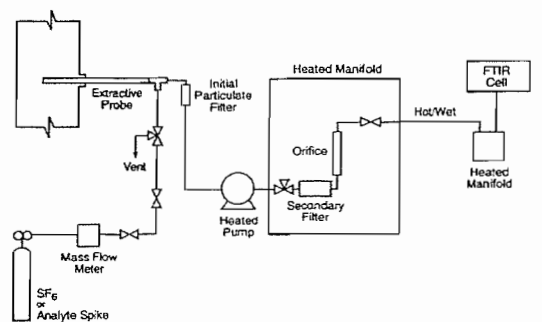 Extractive
Probe
Initial
Particulate
Filter
Heated Manifold
FTIR
Cell
Hot/Wet
Orifice
Vent
Heated
Manifold
Secondary
Filter
Heated
Pump
Mass Flow
Meter
SF6
or
Analyte Spike